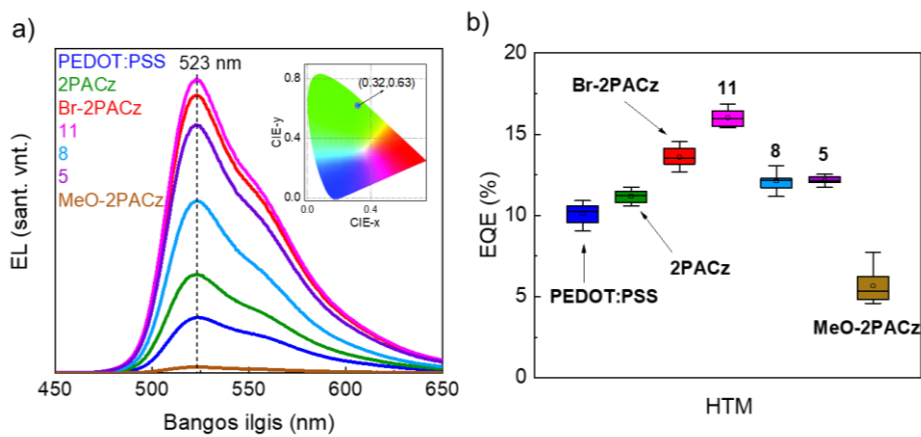 a)
PEDOT:PSS
2PACz
Br-2PACz
11
8
5
MeO-2PACz
523 nm
(0.32,0.63)
0.8
0.4
0.0
CIE-y
0.0
0.4
CIE-x
EL (sant. vnt.)
450
500
550
600
650
Bangos ilgis (nm)
b)
20
15
10
5
0
EQE (%)
Br-2PACz
11
8
5
2PACz
PEDOT:PSS
MeO-2PACz
HTM